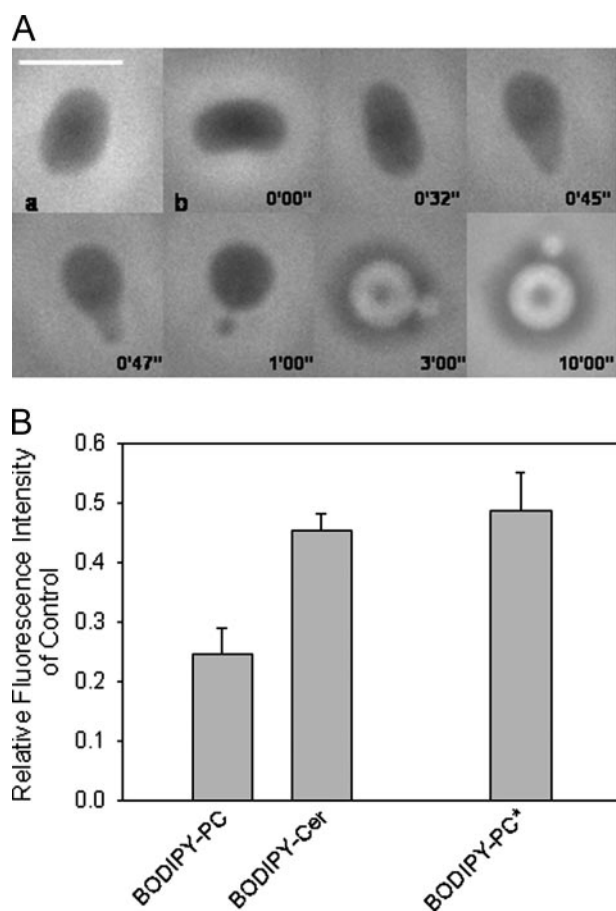 A
a
b
0'00"
0'32"
0'45"
0'47"
1'00"
3'00"
10'00"
B
Relative Fluorescence Intensity
of Control
0.6
0.5
0.4
0.3
0.2
0.1
0.0
BODIPY-PC
BODIPY-Cer
BODIPY-PC*